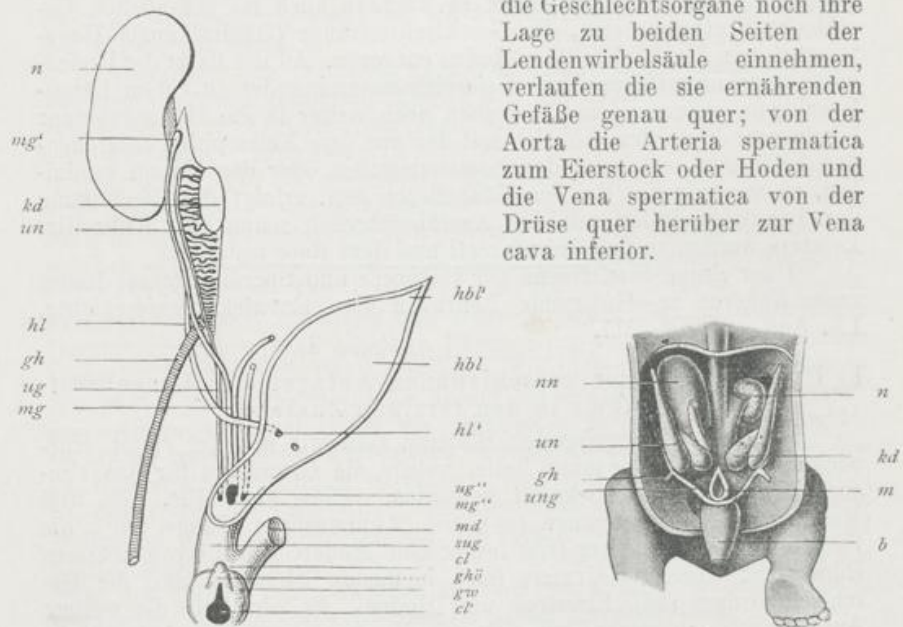 die Geschlechtsorgane noch ihre
Lage zu beiden Seiten der
Lendenwirbelsäule einnehmen,
verlaufen die sie ernährenden
Gefäße genau quer; von der
Aorta die Arteria spermatica
zum Eierstock oder Hoden und
die Vena spermatica von der
Drüse quer herüber zur Vena
cava inferior.
n
mg‘
kd
un
hl
gh
ug
mg
hbl‘
hbl
hl‘
ug‘‘
mg‘‘
md
sug
cl
ghö
gw
cl‘
nn
un
gh
ung
n
kd
m
b